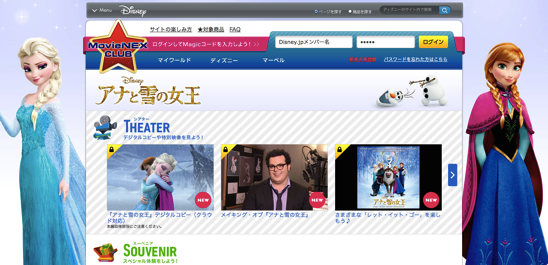 Menu
Disney
ページを探す
商品を探す
サイトの楽しみ方
★対象商品
FAQ
MovieNEX
CLUB
ログインしてMagicコードを入力しよう!
Disney.jpメンバー名
ログイン
マイワールド
ディズニー
マーベル
パスワードを忘れた方はこちら
Disney
アナと雪の女王
シアター
THEATER
デジタルコピーや特別映像を見よう!
NEW
NEW
アナと雪の女王
NEW
『アナと雪の女王』デジタルコピー(クラウド対応)
メイキング・オブ『アナと雪の女王』
さまざまな「レット・イット・ゴー」を楽しもう♪
スーベニア
SOUVENIR
スペシャル体験をしよう!